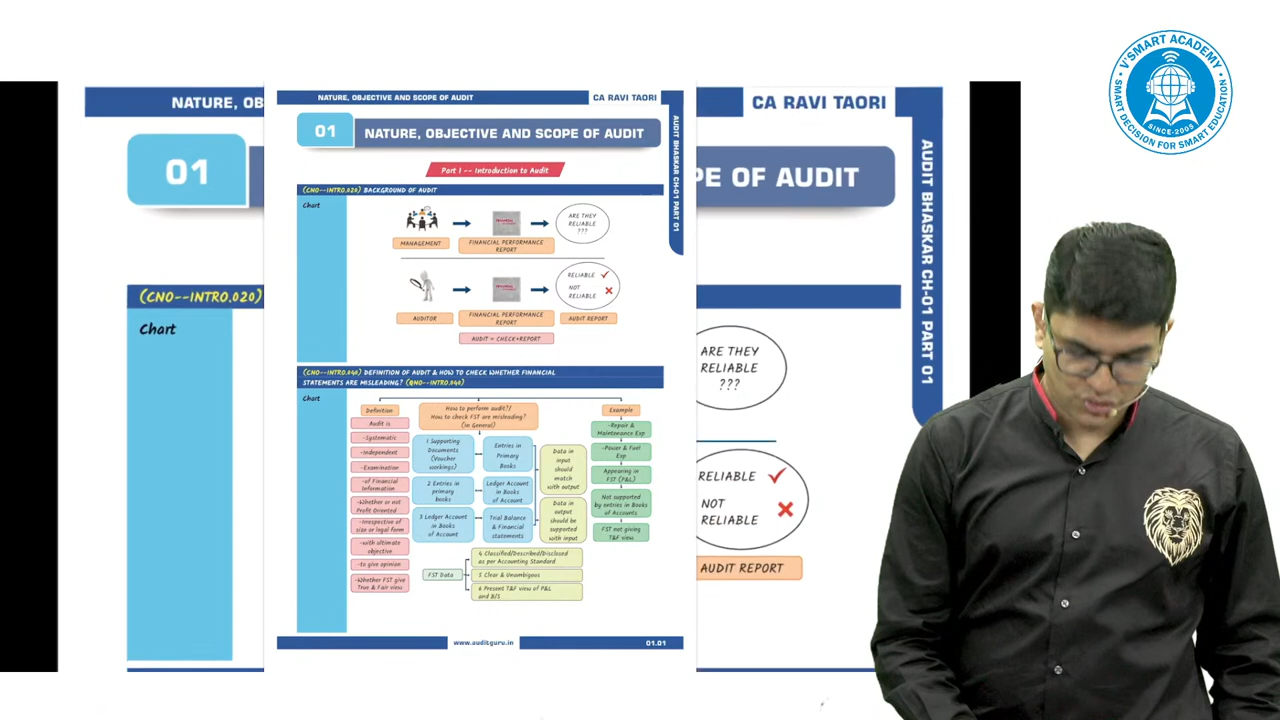 V'SMART ACADEMY
SMART DECISION FOR SMART EDUCATION
SINCE-2005
NATURE, OB
01
(CNO--INTRO.020)
Chart
NATURE, OBJECTIVE AND SCOPE OF AUDIT
CA RAVI TAORI
AUDIT BHASKAR CH-01 PART 01
01
NATURE, OBJECTIVE AND SCOPE OF AUDIT
Part I -- Introduction to Audit
(CNO--INTRO.020) BACKGROUND OF AUDIT
Chart
MANAGEMENT
FINANCIAL PERFORMANCE
REPORT
ARE THEY
RELIABLE
???
AUDITOR
FINANCIAL PERFORMANCE
REPORT
RELIABLE
NOT
RELIABLE
AUDIT REPORT
AUDIT = CHECK+REPORT
(CNO--INTRO.040) DEFINITION OF AUDIT & HOW TO CHECK WHETHER FINANCIAL
STATEMENTS ARE MISLEADING? (QNO--INTRO.040)
Chart
Definition
Audit is
-Systematic
-Independent
-Examination
-of Financial
Information
-Whether or not
Profit Oriented
-Irrespective of
size or legal form
-with ultimate
objective
-to give opinion
-Whether FST give
True & Fair view
How to perform audit?/
How to check FST are misleading?
(in General)
1 Supporting
Documents
(Voucher
workings)
Entries in
Primary
Books
2 Entries in
primary
books
Ledger Account
in Books
of Account
3 Ledger Account
in Books
of Account
Trial Balance
& Financial
statements
Data in
input
should
match
with output
Data in
output
should be
supported
with input
FST Data
4 Classified/Described/Disclosed
as per Accounting Standard
5 Clear & Unambigous
6 Present T&F view of P&L
and B/S
Example
-Repair &
Maintenance Exp
-Power & Fuel
Exp
Appearing in
FST (P&L)
Not supported
by entries in Books
of Accounts
FST not giving
T&F view
www.auditguru.in
01.01
CA RAVI TAORI
PE OF AUDIT
AUDIT BHASKAR CH-01 PART 01
ARE THEY
RELIABLE
???
RELIABLE
NOT
RELIABLE
AUDIT REPORT